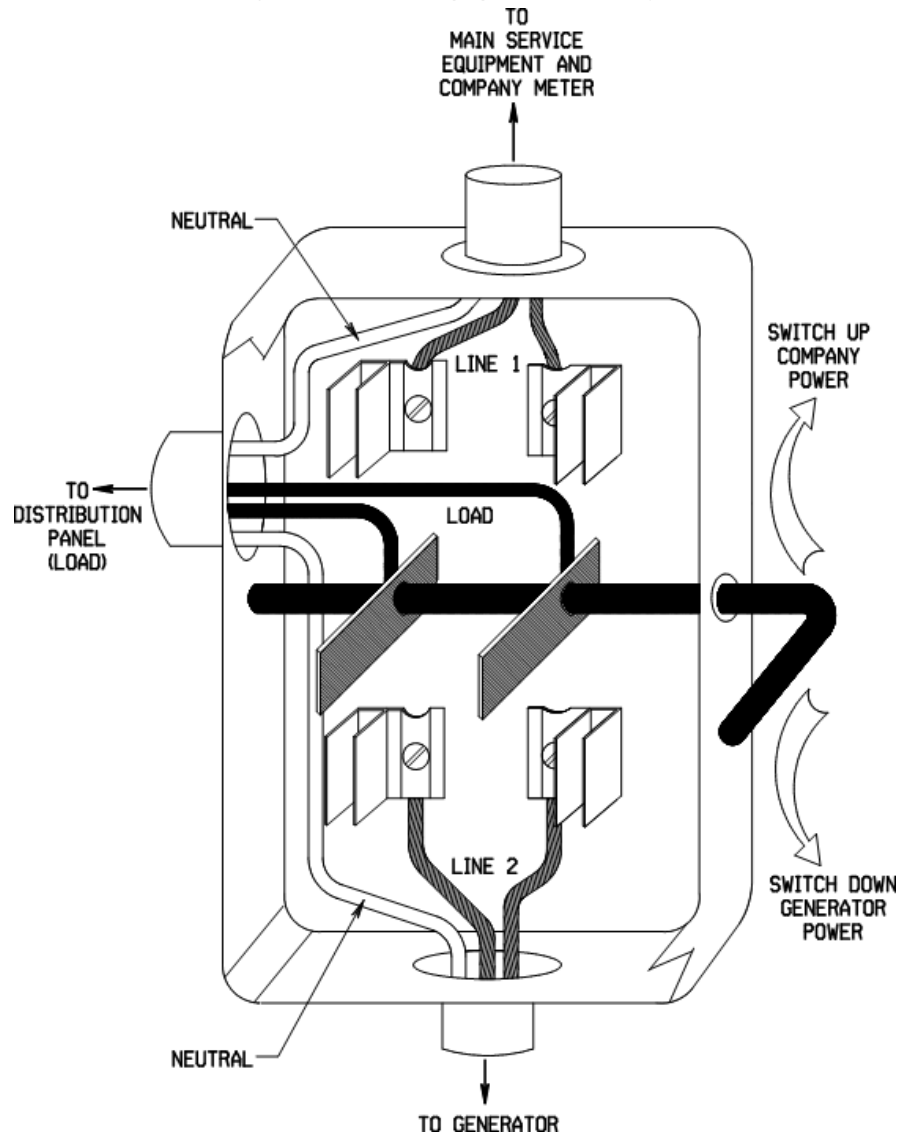 TO
MAIN SERVICE
EQUIPMENT AND
COMPANY METER
NEUTRAL
LINE 1
SWITCH UP
COMPANY
POWER
TO
DISTRIBUTION
PANEL
(LOAD)
LOAD
LINE 2
SWITCH DOWN
GENERATOR
POWER
NEUTRAL
TO GENERATOR